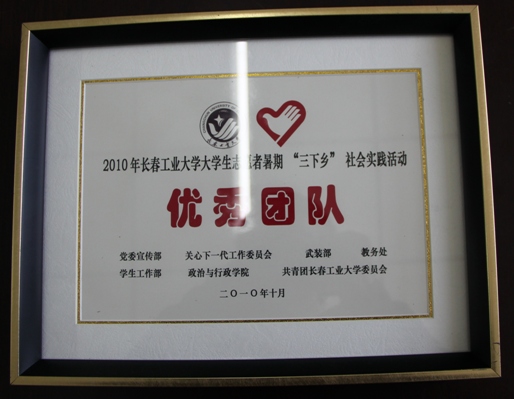 2010年长春工业大学大学生志愿者暑期“三下乡”社会实践活动
优秀团队
党委宣传部 关心下一代工作委员会 武装部 教务处
学生工作部 政治与行政学院 共青团长春工业大学委员会
二〇一〇年十月